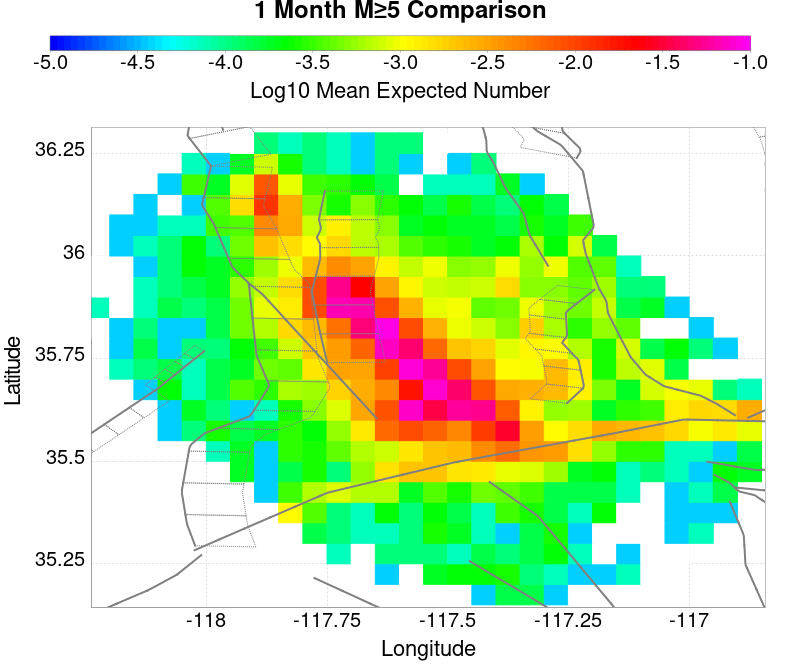 1 Month M≥5 Comparison
-5.0 -4.5 -4.0 -3.5 -3.0 -2.5 -2.0 -1.5 -1.0
Log10 Mean Expected Number
36.25
36
35.75
35.5
35.25
Latitude
-118 -117.75 -117.5 -117.25 -117
Longitude